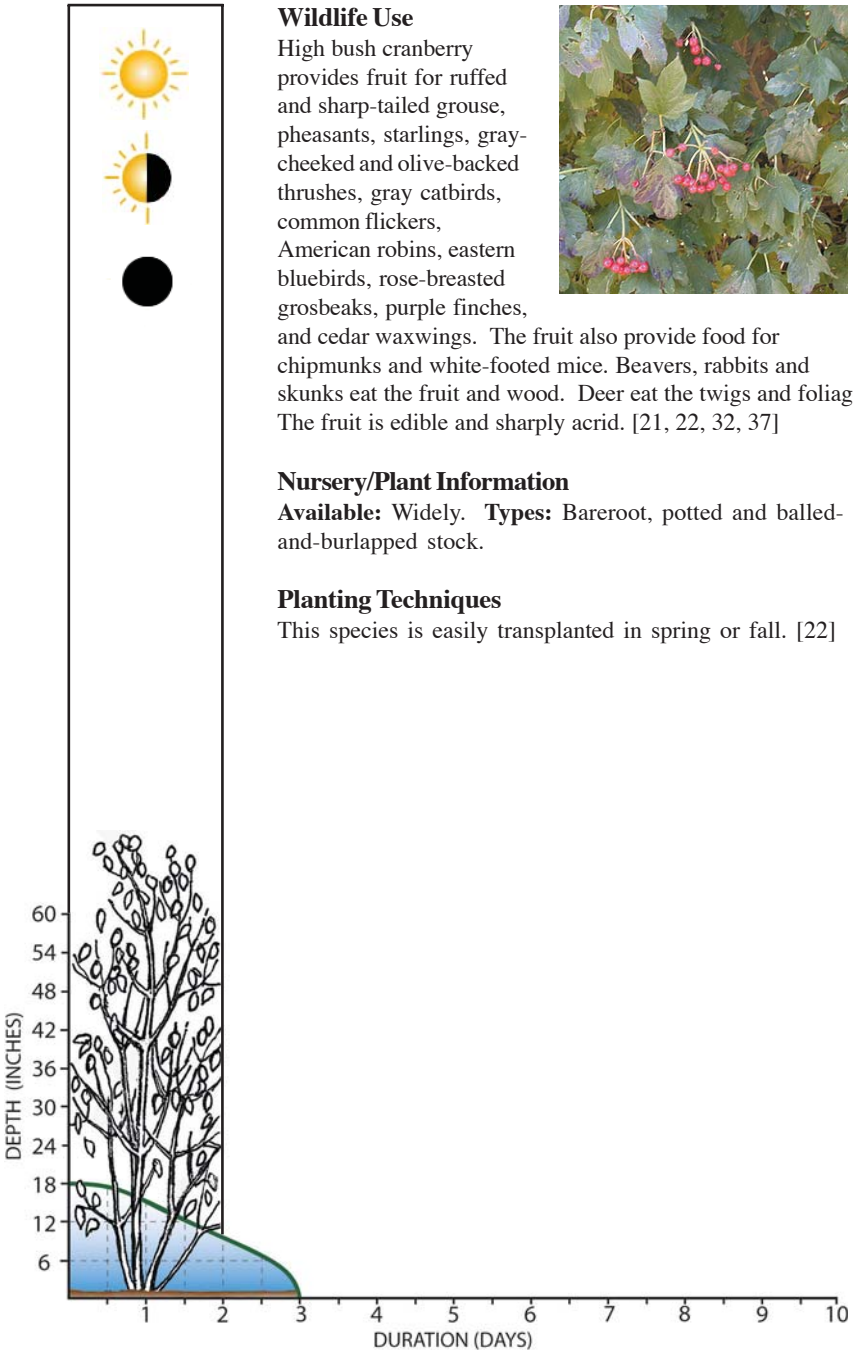 Wildlife Use
High bush cranberry
provides fruit for ruffed
and sharp-tailed grouse,
pheasants, starlings, gray-
cheeked and olive-backed
thrushes, gray catbirds,
common flickers,
American robins, eastern
bluebirds, rose-breasted
grosbeaks, purple finches,
and cedar waxwings. The fruit also provide food for
chipmunks and white-footed mice. Beavers, rabbits and
skunks eat the fruit and wood. Deer eat the twigs and foliag
The fruit is edible and sharply acrid. [21, 22, 32, 37]
Nursery/Plant Information
Available: Widely. Types: Bareroot, potted and balled-
and-burlapped stock.
Planting Techniques
This species is easily transplanted in spring or fall. [22]
DEPTH (INCHES)
60
54
48
42
36
30
24
18
12
6
1 2 3 4 5 6 7 8 9 10
DURATION (DAYS)